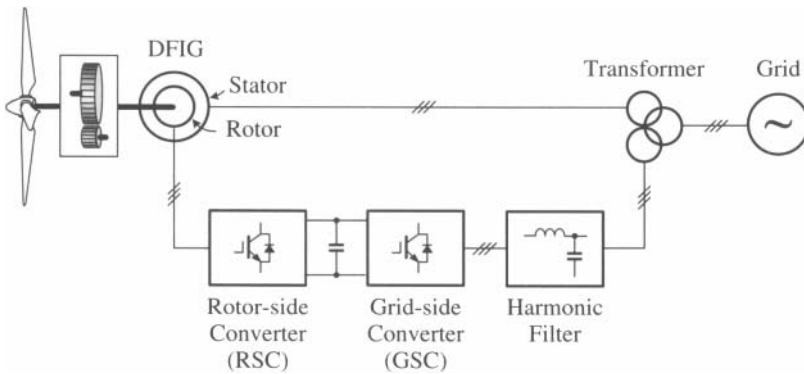 DFIG
Stator
Rotor
Transformer
Grid
~
Rotor-side
Converter
(RSC)
Grid-side
Converter
(GSC)
Harmonic
Filter